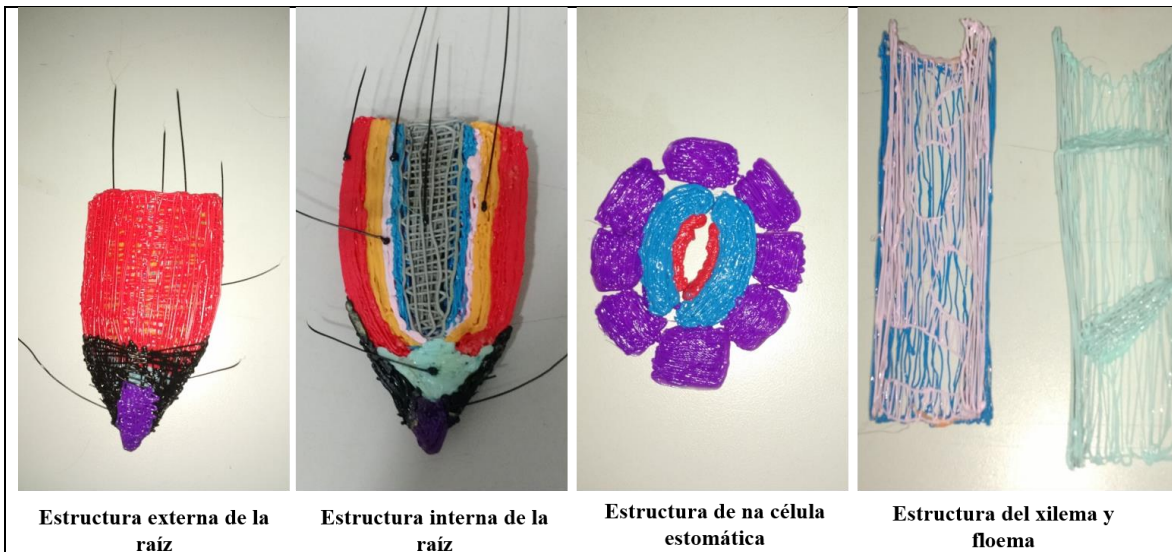 Estructura externa de la
raíz
Estructura interna de la
raíz
Estructura de na célula
estomática
Estructura del xilema y
floema